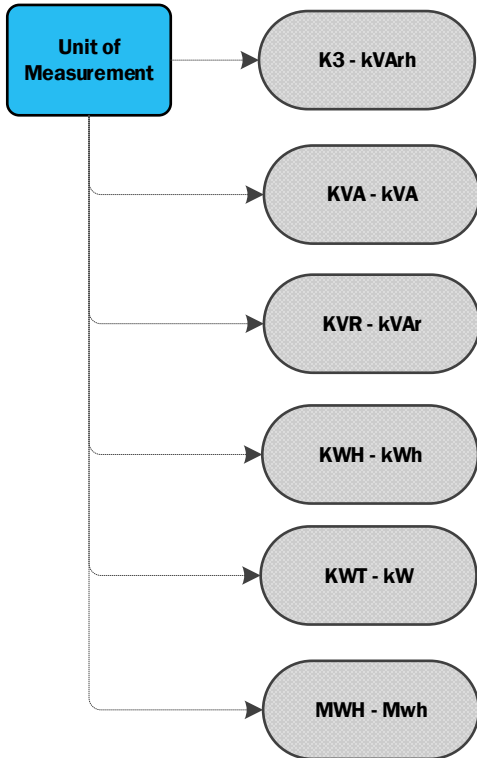 Unit of
Measurement
K3 - kVArh
KVA - kVA
KVR - kVAr
KWH - kWh
KWT - kW
MWH - Mwh